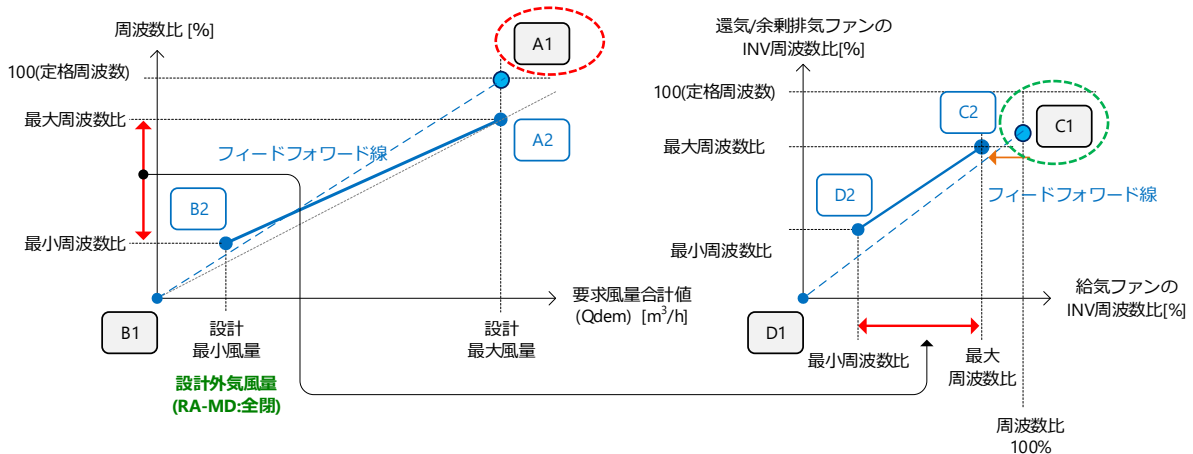 周波数比 [%]
A1
100(定格周波数)
最大周波数比
A2
フィードフォワード線
B2
最小周波数比
B1
要求風量合計値
(Qdem) [m³/h]
設計
最小風量
設計
最大風量
設計外気風量
(RA-MD:全閉)
還気/余剰排気ファンの
INV周波数比[%]
100(定格周波数)
C2
C1
最大周波数比
D2
フィードフォワード線
最小周波数比
D1
給気ファンの
INV周波数比[%]
最小周波数比
最大
周波数比
周波数比
100%